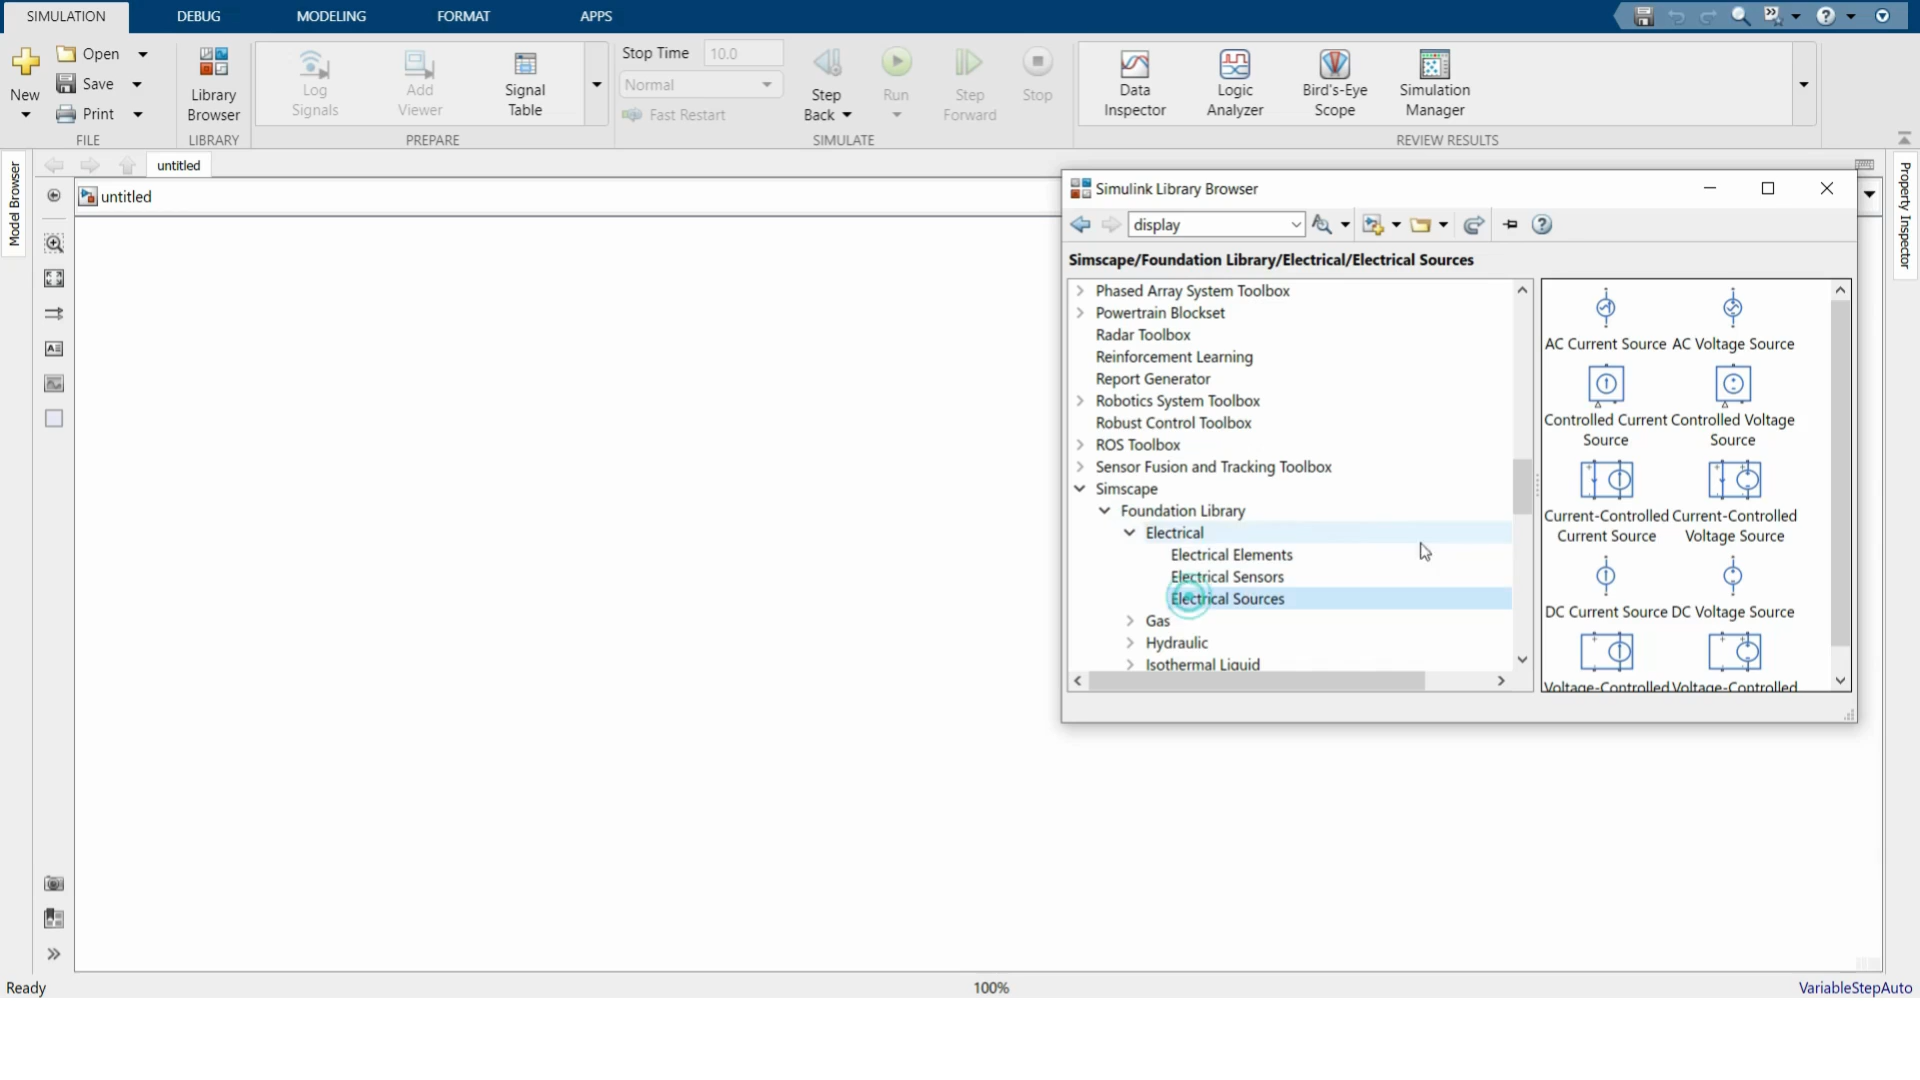 SIMULATION
DEBUG
MODELING
FORMAT
APPS
New
Open
Save
Print
FILE
Library
Browser
LIBRARY
Log
Signals
Add
Viewer
Signal
Table
PREPARE
Stop Time 10.0
Normal
Fast Restart
Step
Back
Run
Step
Forward
Stop
SIMULATE
Data
Inspector
Logic
Analyzer
Bird's-Eye
Scope
Simulation
Manager
REVIEW RESULTS
Model Browser
untitled
untitled
Property Inspector
Simulink Library Browser
display
Simscape/Foundation Library/Electrical/Electrical Sources
Phased Array System Toolbox
Powertrain Blockset
Radar Toolbox
Reinforcement Learning
Report Generator
Robotics System Toolbox
Robust Control Toolbox
ROS Toolbox
Sensor Fusion and Tracking Toolbox
Simscape
Foundation Library
Electrical
Electrical Elements
Electrical Sensors
Electrical Sources
Gas
Hydraulic
Isothermal Liquid
AC Current Source
AC Voltage Source
Controlled Current
Source
Controlled Voltage
Source
Current-Controlled
Current Source
Current-Controlled
Voltage Source
DC Current Source
DC Voltage Source
Voltage-Controlled
Voltage-Controlled
Ready
100%
VariableStepAuto